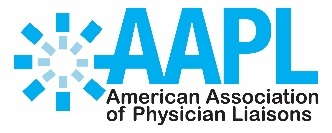 AAPL
American Association
of Physician Liaisons